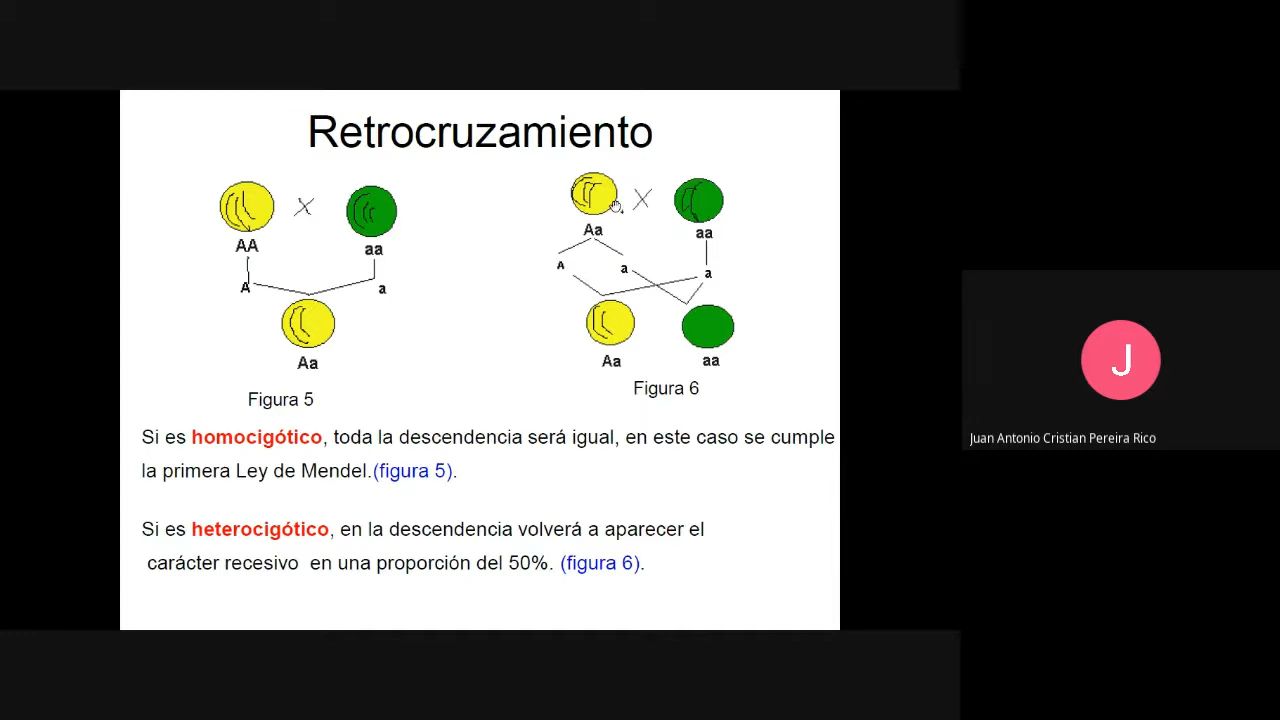 Retrocruzamiento
X
X
AA
aa
Aa
aa
A
a
A
a
a
Aa
Aa
aa
Figura 5
Figura 6
Si es homocigótico, toda la descendencia será igual, en este caso se cumple
la primera Ley de Mendel.(figura 5).
Si es heterocigótico, en la descendencia volverá a aparecer el
carácter recesivo en una proporción del 50%. (figura 6).
J
Juan Antonio Cristian Pereira Rico